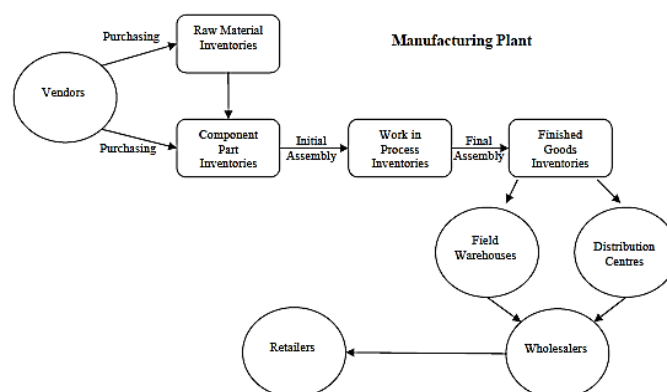 Purchasing
Raw Material
Inventories
Manufacturing Plant
Vendors
Purchasing
Component
Part
Inventories
Initial
Assembly
Work in
Process
Inventories
Final
Assembly
Finished
Goods
Inventories
Field
Warehouses
Distribution
Centres
Retailers
Wholesalers